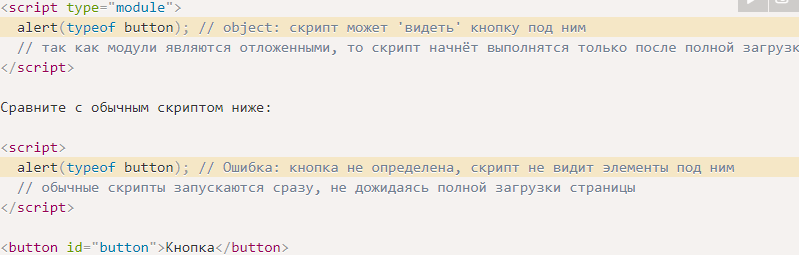 <script type="module">
  alert(typeof button); // object: скрипт может 'видеть' кнопку под ним
  // так как модули являются отложенными, то скрипт начнёт выполнятся только после полной
</script>
Сравните с обычным скриптом ниже:
<script>
  alert(typeof button); // Ошибка: кнопка не определена, скрипт не видит элементы под ним
  // обычные скрипты запускаются сразу, не дожидаясь полной загрузки страницы
</script>
<button id="button">Кнопка</button>